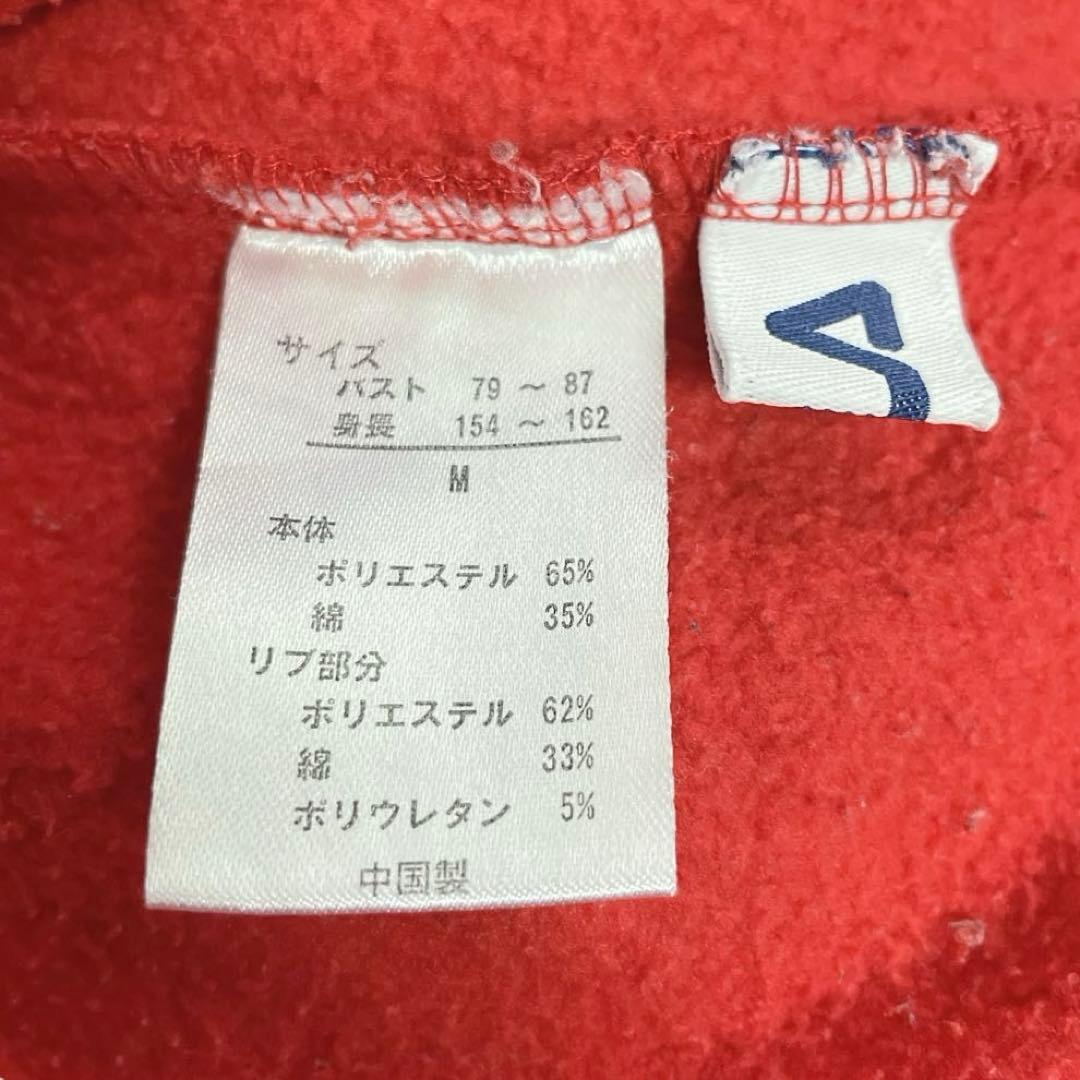 サイズ
バスト 79 ～ 87
身長 154 ～ 162
M
本体
ポリエステル 65%
綿 35%
リブ部分
ポリエステル 62%
綿 33%
ポリウレタン 5%
中国製